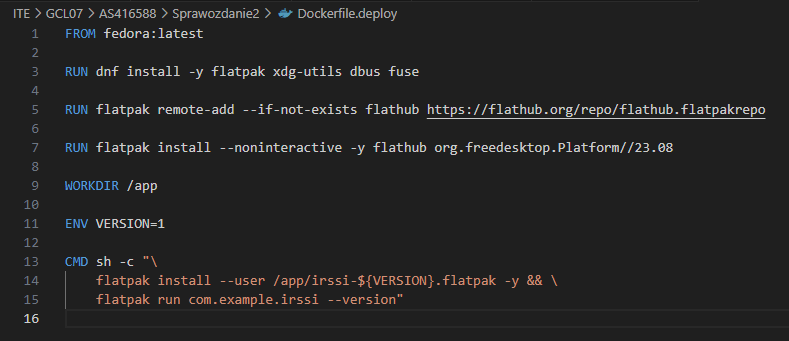 ITE > GCL07 > AS416588 > Sprawozdanie2 > Dockerfile.deploy
1 FROM fedora:latest
2
3 RUN dnf install -y flatpak xdg-utils dbus fuse
4
5 RUN flatpak remote-add --if-not-exists flathub https://flathub.org/repo/flathub.flatpakrepo
6
7 RUN flatpak install --noninteractive -y flathub org.freedesktop.Platform//23.08
8
9 WORKDIR /app
10
11 ENV VERSION=1
12
13 CMD sh -c "\
14     flatpak install --user /app/irssi-${VERSION}.flatpak -y && \
15     flatpak run com.example.irssi --version"
16